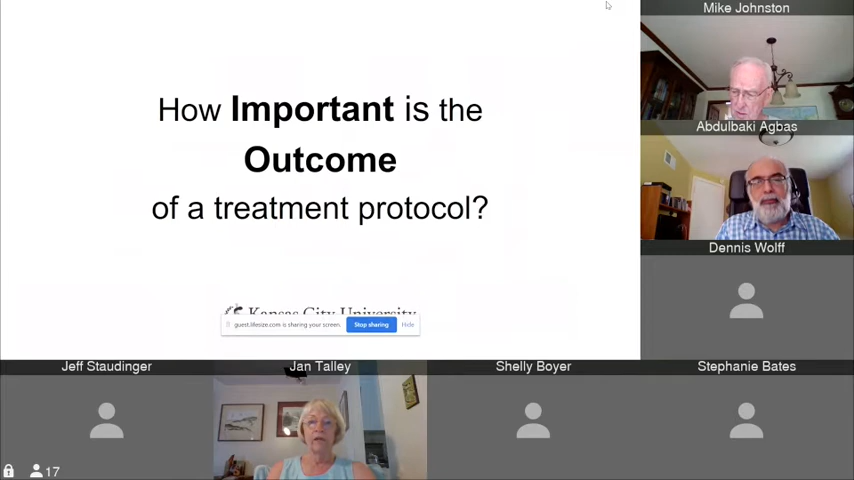 Mike Johnston
How Important is the
Outcome
of a treatment protocol?
Abdulbaki Agbas
Dennis Wolff
Kansas City University
guest.lifesize.com is sharing your screen.
Stop sharing
Hide
Jeff Staudinger
Jan Talley
Shelly Boyer
Stephanie Bates
17